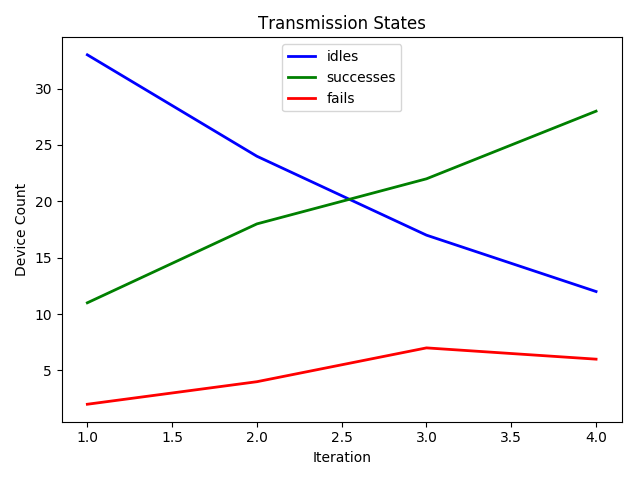 Transmission States
idles
successes
fails
Device Count
30
25
20
15
10
5
1.0 1.5 2.0 2.5 3.0 3.5 4.0
Iteration